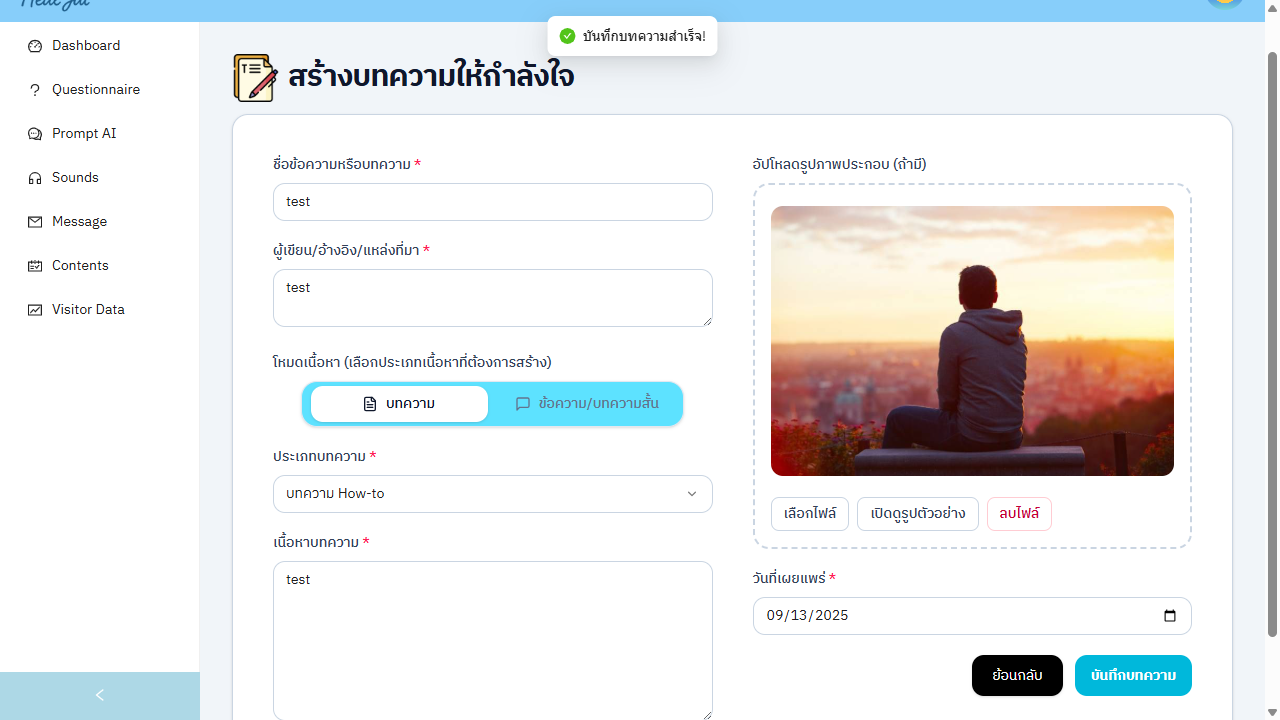 บันทึกบทความสำเร็จ!
Dashboard
Questionnaire
Prompt AI
Sounds
Message
Contents
Visitor Data
สร้างบทความให้กำลังใจ
ชื่อข้อความหรือบทความ *
test
ผู้เขียน/อ้างอิง/แหล่งที่มา *
test
โหมดเนื้อหา (เลือกประเภทเนื้อหาที่ต้องการสร้าง)
บทความ
ข้อความ/บทความสั้น
ประเภทบทความ *
บทความ How-to
เนื้อหาบทความ *
test
อัปโหลดรูปภาพประกอบ (ถ้ามี)
เลือกไฟล์
เปิดดูรูปตัวอย่าง
ลบไฟล์
วันที่เผยแพร่ *
09/13/2025
ย้อนกลับ
บันทึกบทความ